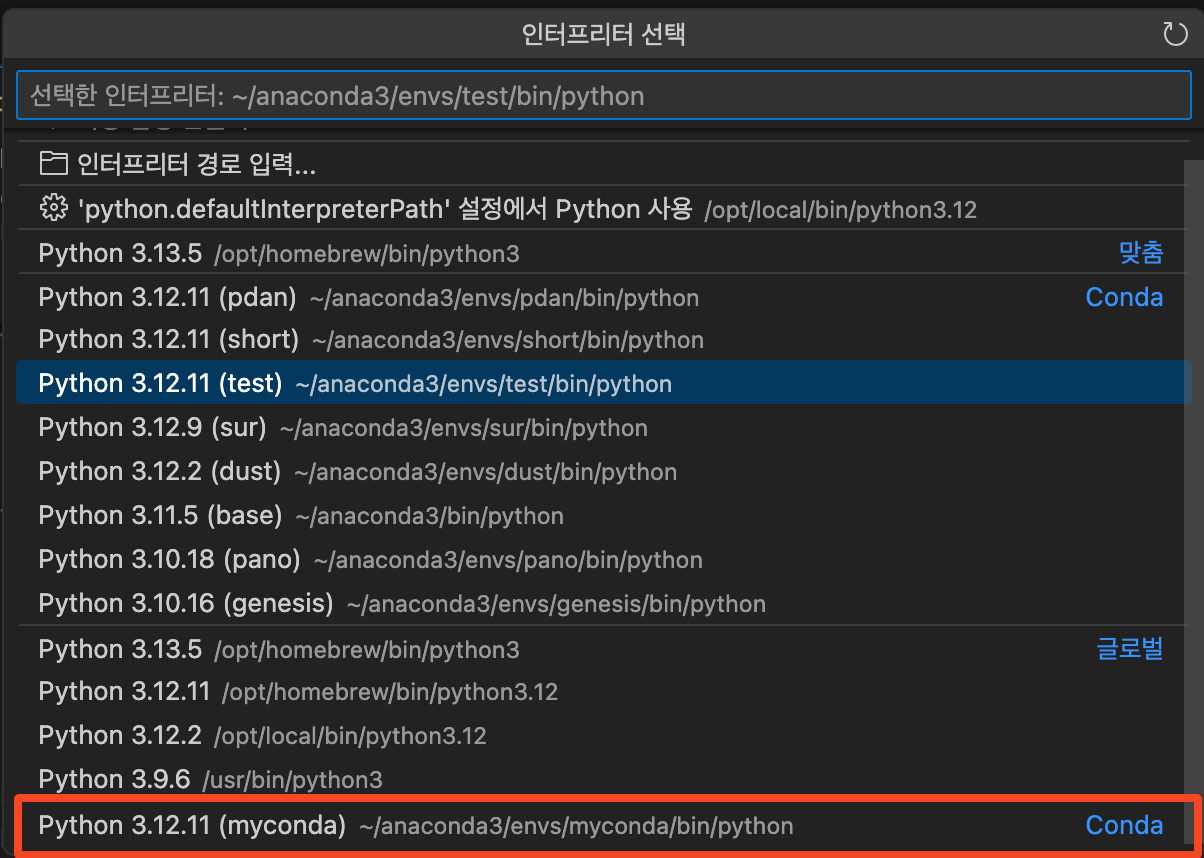 인터프리터 선택
선택한 인터프리터: ~/anaconda3/envs/test/bin/python
인터프리터 경로 입력...
'python.defaultInterpreterPath' 설정에서 Python 사용 /opt/local/bin/python3.12
Python 3.13.5 /opt/homebrew/bin/python3 맞춤
Python 3.12.11 (pdan) ~/anaconda3/envs/pdan/bin/python Conda
Python 3.12.11 (short) ~/anaconda3/envs/short/bin/python
Python 3.12.11 (test) ~/anaconda3/envs/test/bin/python
Python 3.12.9 (sur) ~/anaconda3/envs/sur/bin/python
Python 3.12.2 (dust) ~/anaconda3/envs/dust/bin/python
Python 3.11.5 (base) ~/anaconda3/bin/python
Python 3.10.18 (pano) ~/anaconda3/envs/pano/bin/python
Python 3.10.16 (genesis) ~/anaconda3/envs/genesis/bin/python
Python 3.13.5 /opt/homebrew/bin/python3 글로벌
Python 3.12.11 /opt/homebrew/bin/python3.12
Python 3.12.2 /opt/local/bin/python3.12
Python 3.9.6 /usr/bin/python3
Python 3.12.11 (myconda) ~/anaconda3/envs/myconda/bin/python Conda